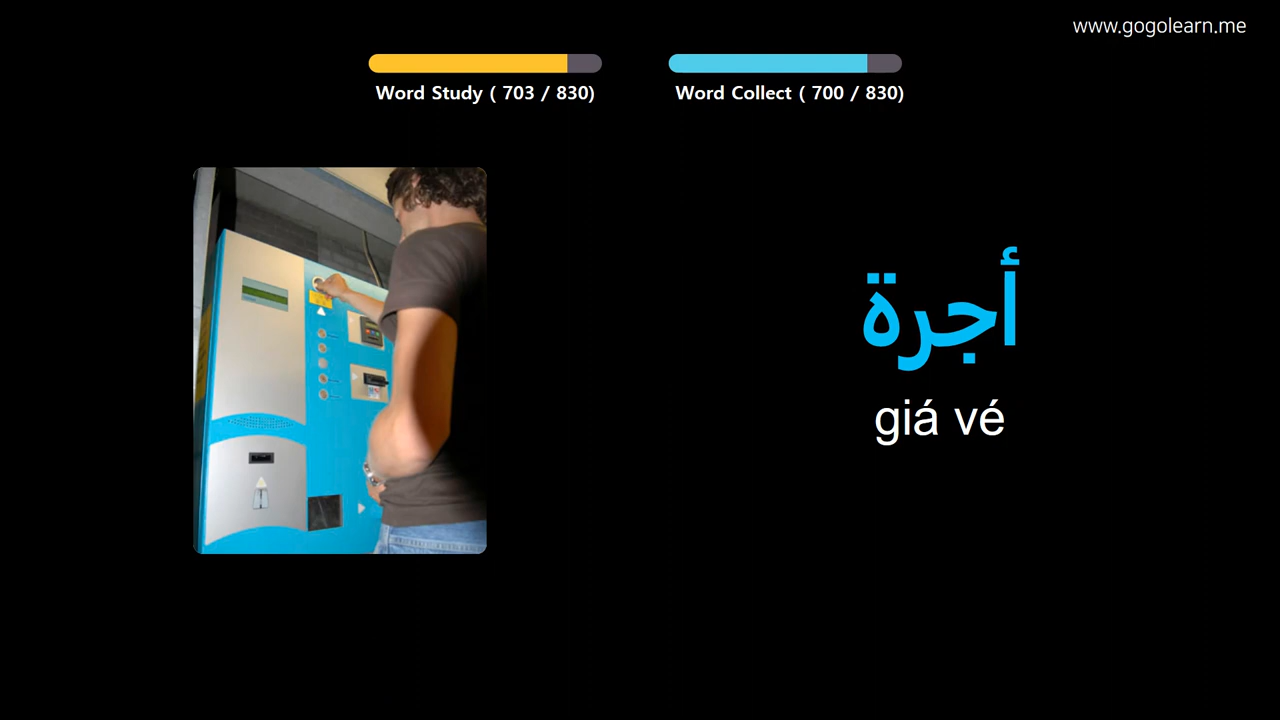 www.gogolearn.me
Word Study ( 703 / 830)
Word Collect ( 700 / 830)
أجرة
giá vé